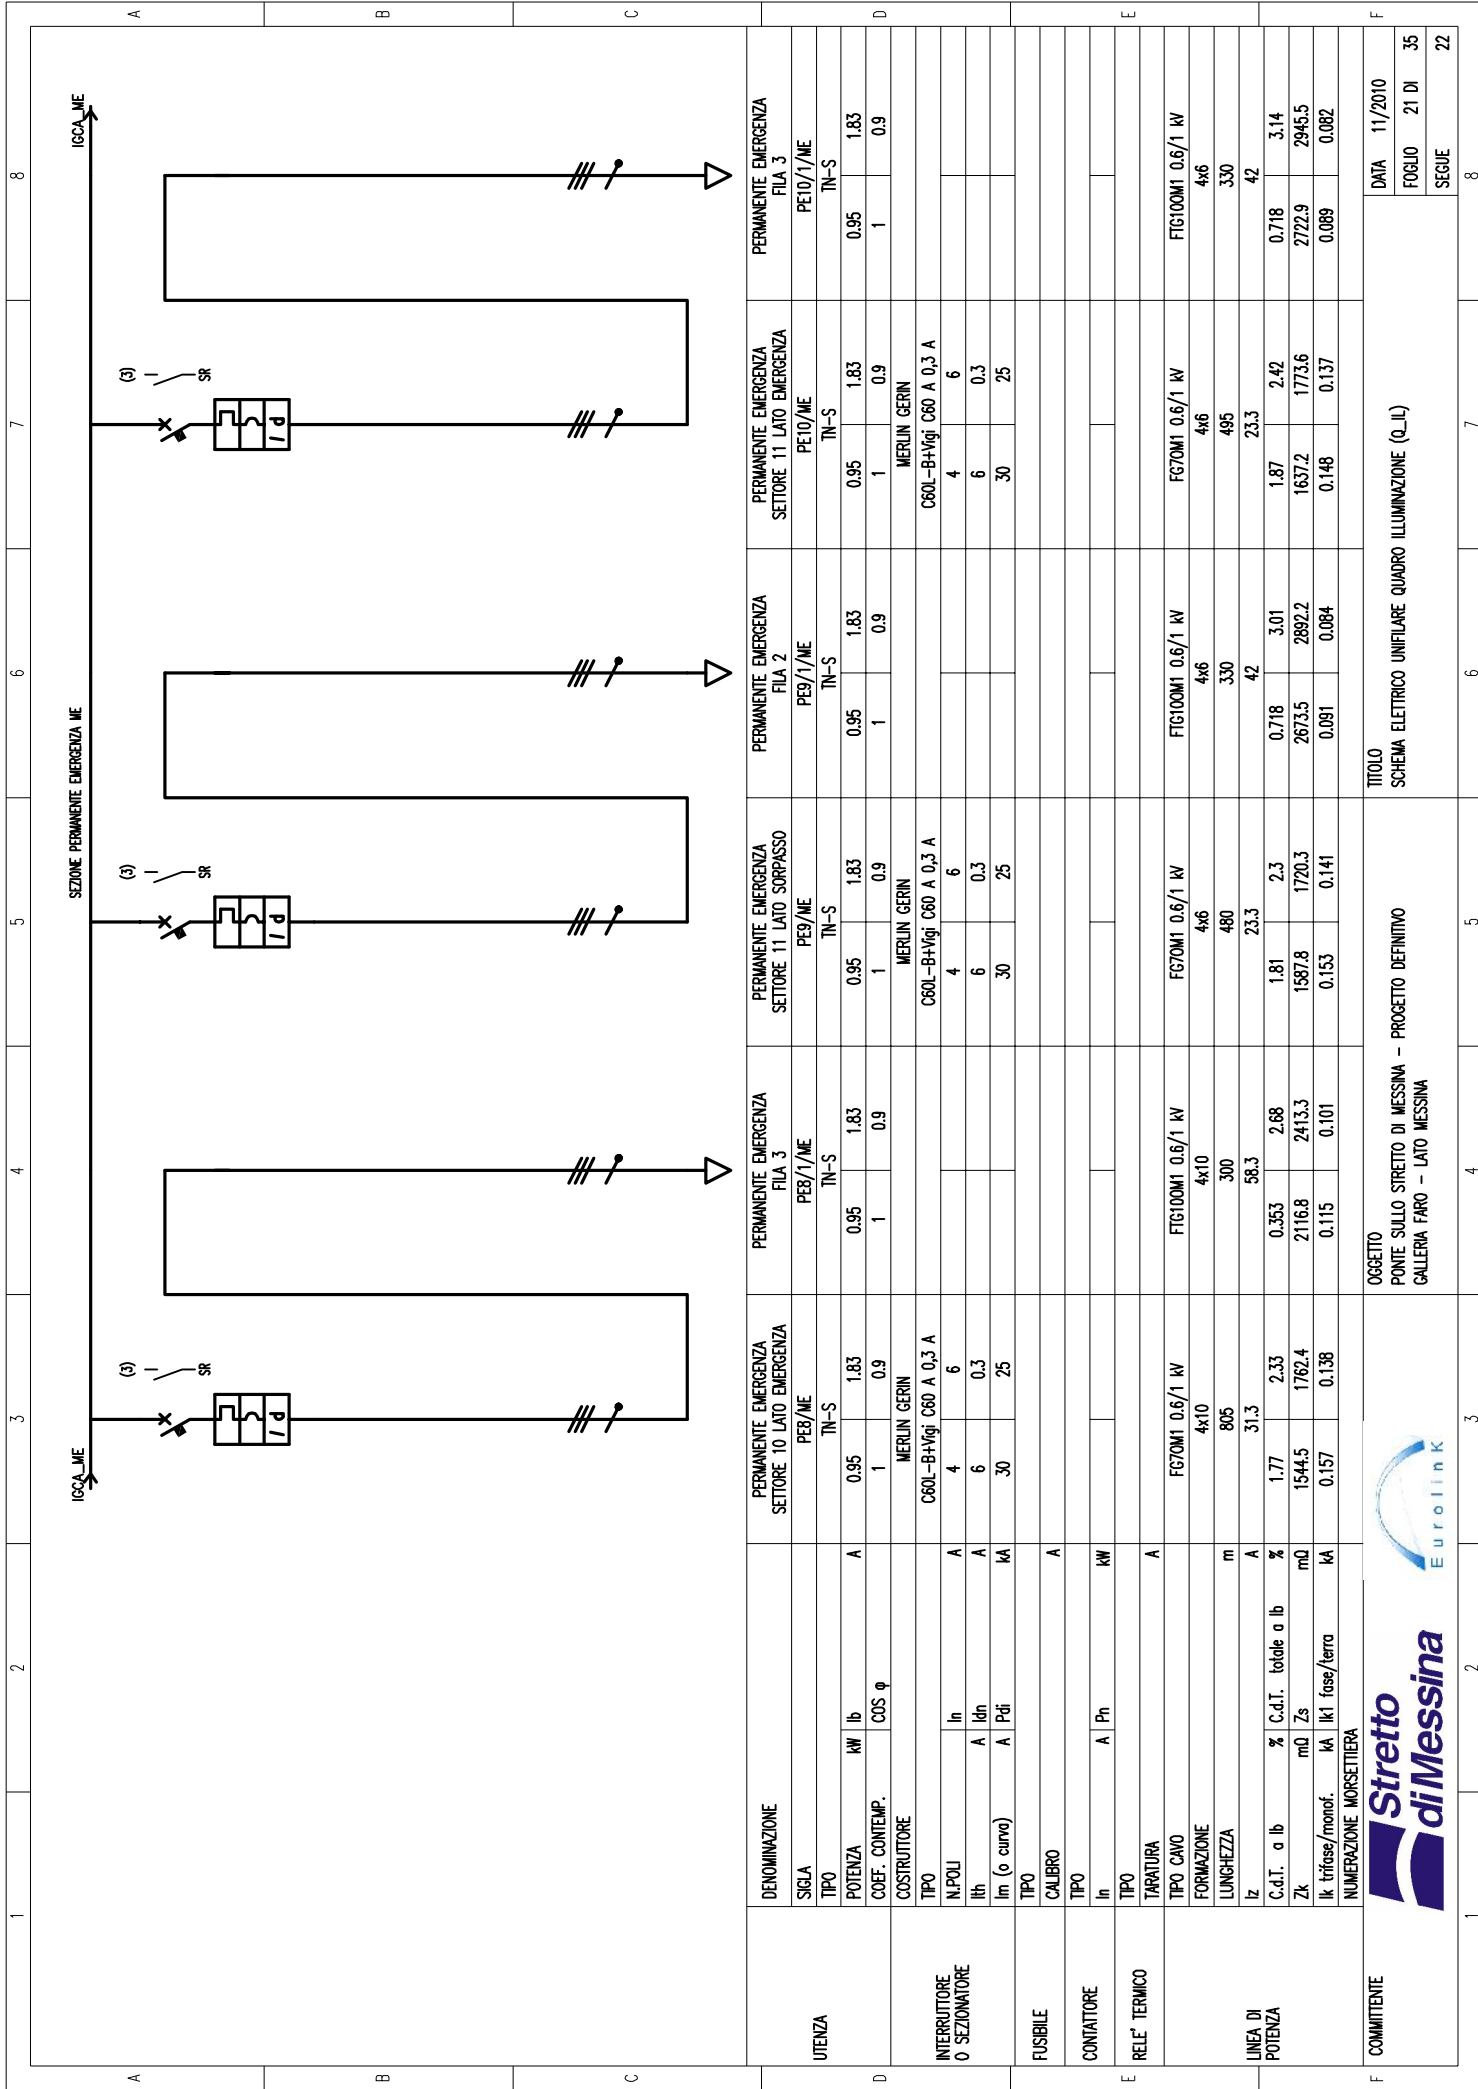 1 2 3 4 5 6 7 8
A A
B B
C C
D D
E E
F F
SEZIONE PERMANENTE EMERGENZA ME
IGCA_ME IGCA_ME
(3) (3) (3)
SR SR SR
Id Id Id
UTENZA
DENOMINAZIONE PERMANENTE EMERGENZA PERMANENTE EMERGENZA PERMANENTE EMERGENZA PERMANENTE EMERGENZA PERMANENTE EMERGENZA PERMANENTE EMERGENZA
SETTORE 10 LATO EMERGENZA FILA 3 SETTORE 11 LATO SORPASSO FILA 2 SETTORE 11 LATO EMERGENZA FILA 3
SIGLA PE8/ME PE8/1/ME PE9/ME PE9/1/ME PE10/ME PE10/1/ME
TIPO TN-S TN-S TN-S TN-S TN-S TN-S
POTENZA kW Ib A 0.95 1.83 0.95 1.83 0.95 1.83 0.95 1.83 0.95 1.83 0.95 1.83
COEF. CONTEMP. COS φ 1 0.9 1 0.9 1 0.9 1 0.9 1 0.9 1 0.9
INTERRUTTORE
O SEZIONATORE
COSTRUTTORE MERLIN GERIN MERLIN GERIN MERLIN GERIN
TIPO C60L-B+Vigi C60 A 0,3 A C60L-B+Vigi C60 A 0,3 A C60L-B+Vigi C60 A 0,3 A
N.POLI In A 4 6 4 6 4 6
Ith A Idn A 6 0.3 6 0.3 6 0.3
Im (o curva) A Pdi kA 30 25 30 25 30 25
FUSIBILE
TIPO
CALIBRO A
CONTATTORE
TIPO
In A Pn kW
RELE' TERMICO
TIPO
TARATURA A
LINEA DI
POTENZA
TIPO CAVO FG7OM1 0.6/1 kV FTG10OM1 0.6/1 kV FG7OM1 0.6/1 kV FTG10OM1 0.6/1 kV FG7OM1 0.6/1 kV FTG10OM1 0.6/1 kV
FORMAZIONE 4x10 4x10 4x6 4x6 4x6 4x6
LUNGHEZZA m 805 300 480 330 495 330
Iz A 31.3 58.3 23.3 42 23.3 42
C.d.T. a Ib % C.d.T. totale a Ib % 1.77 2.33 0.353 2.68 1.81 2.3 0.718 3.01 1.87 2.42 0.718 3.14
Zk mΩ Zs mΩ 1544.5 1762.4 2116.8 2413.3 1587.8 1720.3 2673.5 2892.2 1637.2 1773.6 2722.9 2945.5
Ik trifase/monof. kA Ik1 fase/terra kA 0.157 0.138 0.115 0.101 0.153 0.141 0.091 0.084 0.148 0.137 0.089 0.082
NUMERAZIONE MORSETTIERA
COMMITTENTE
Stretto
di Messina
Eurolink
OGGETTO
PONTE SULLO STRETTO DI MESSINA - PROGETTO DEFINITIVO
GALLERIA FARO - LATO MESSINA
TITOLO
SCHEMA ELETTRICO UNIFILARE QUADRO ILLUMINAZIONE (Q_IL)
DATA 11/2010
FOGLIO 21 DI 35
SEGUE 22
1 2 3 4 5 6 7 8